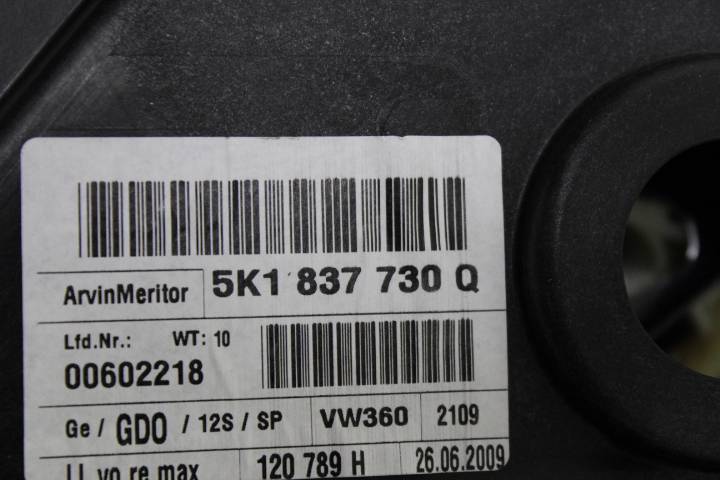 ArvinMeritor 5K1 837 730 Q
Lfd.Nr.: WT: 10
00602218
Ge / GDO / 12S / SP VW360 2109
vo re max 120 789 H 26.06.2009